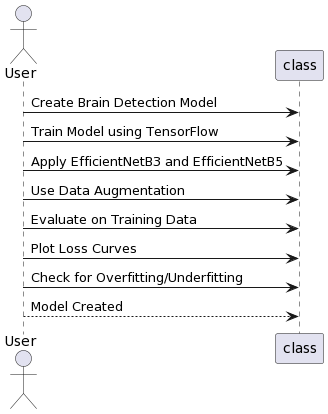 User
class
Create Brain Detection Model
Train Model using TensorFlow
Apply EfficientNetB3 and EfficientNetB5
Use Data Augmentation
Evaluate on Training Data
Plot Loss Curves
Check for Overfitting/Underfitting
Model Created
User
class